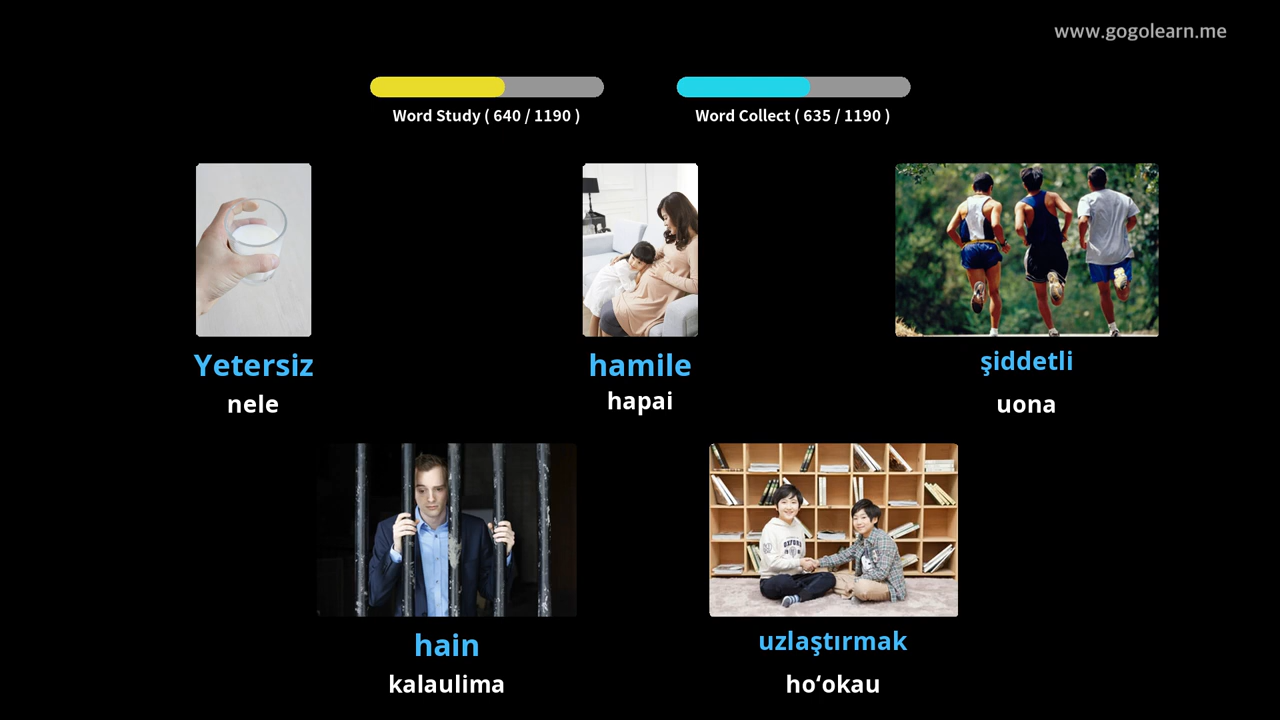 www.gogolearn.me
Word Study ( 640 / 1190 )
Word Collect ( 635 / 1190 )
Yetersiz
nele
hamile
hapai
şiddetli
uona
hain
kalaulima
uzlaştırmak
hoʻokau